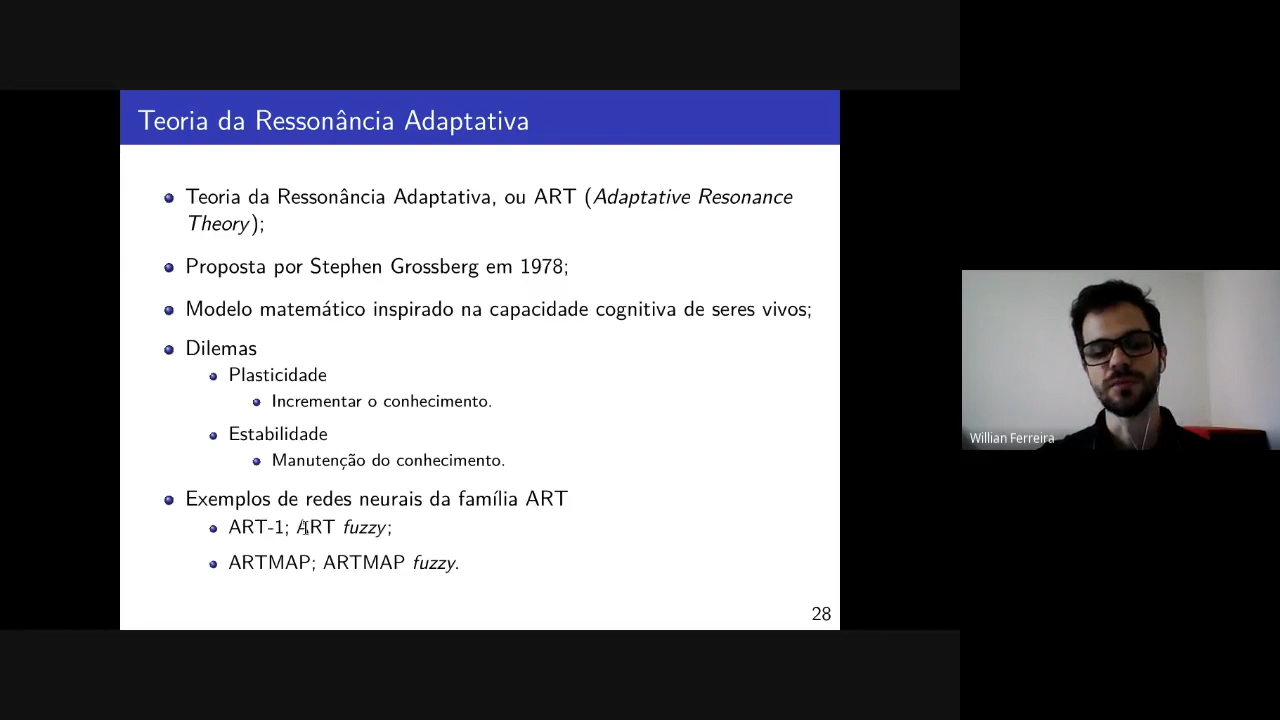 Teoria da Ressonância Adaptativa
Teoria da Ressonância Adaptativa, ou ART (Adaptative Resonance
Theory);
Proposta por Stephen Grossberg em 1978;
Modelo matemático inspirado na capacidade cognitiva de seres vivos;
Dilemas
Plasticidade
Incrementar o conhecimento.
Estabilidade
Manutenção do conhecimento.
Exemplos de redes neurais da família ART
ART-1; ART fuzzy;
ARTMAP; ARTMAP fuzzy.
28
Willian Ferreira